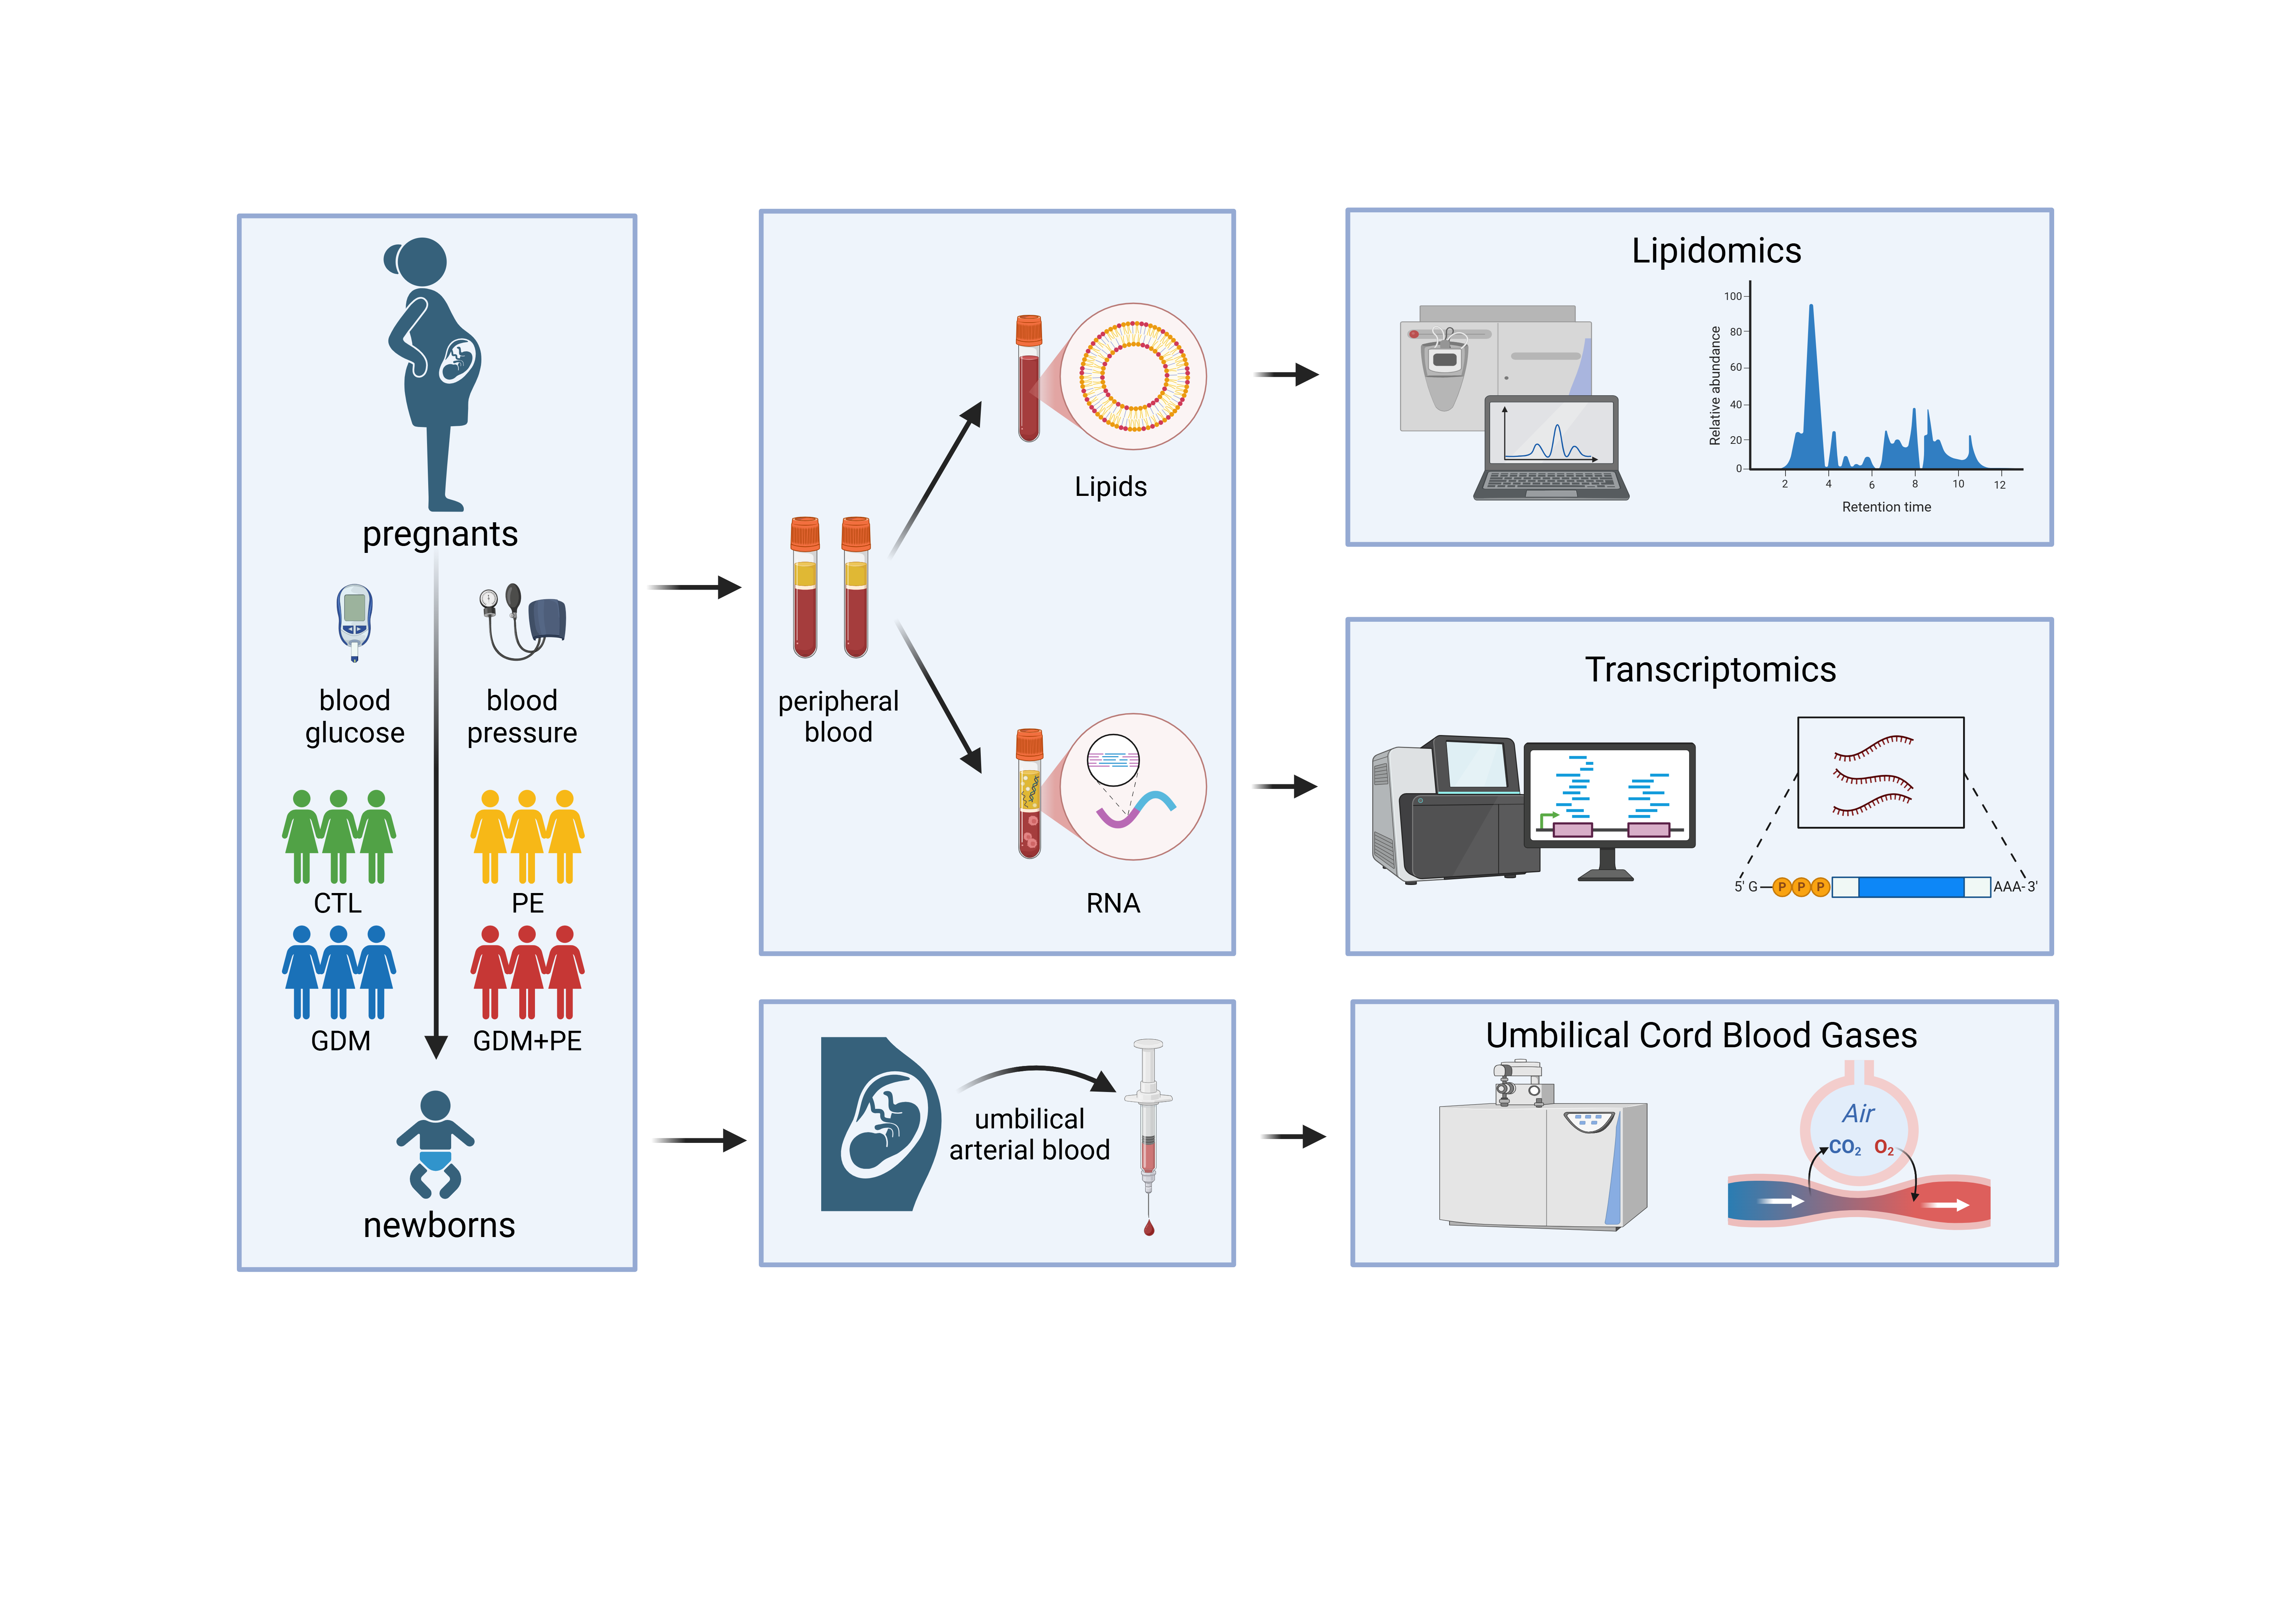 pregnants
blood
glucose
blood
pressure
CTL
PE
GDM
GDM+PE
newborns
peripheral
blood
Lipids
RNA
umbilical
arterial blood
Lipidomics
Relative abundance
100
80
60
40
20
0
2 4 6 8 10 12
Retention time
Transcriptomics
5' G P P P AAA-3'
Umbilical Cord Blood Gases
Air
CO₂ O₂